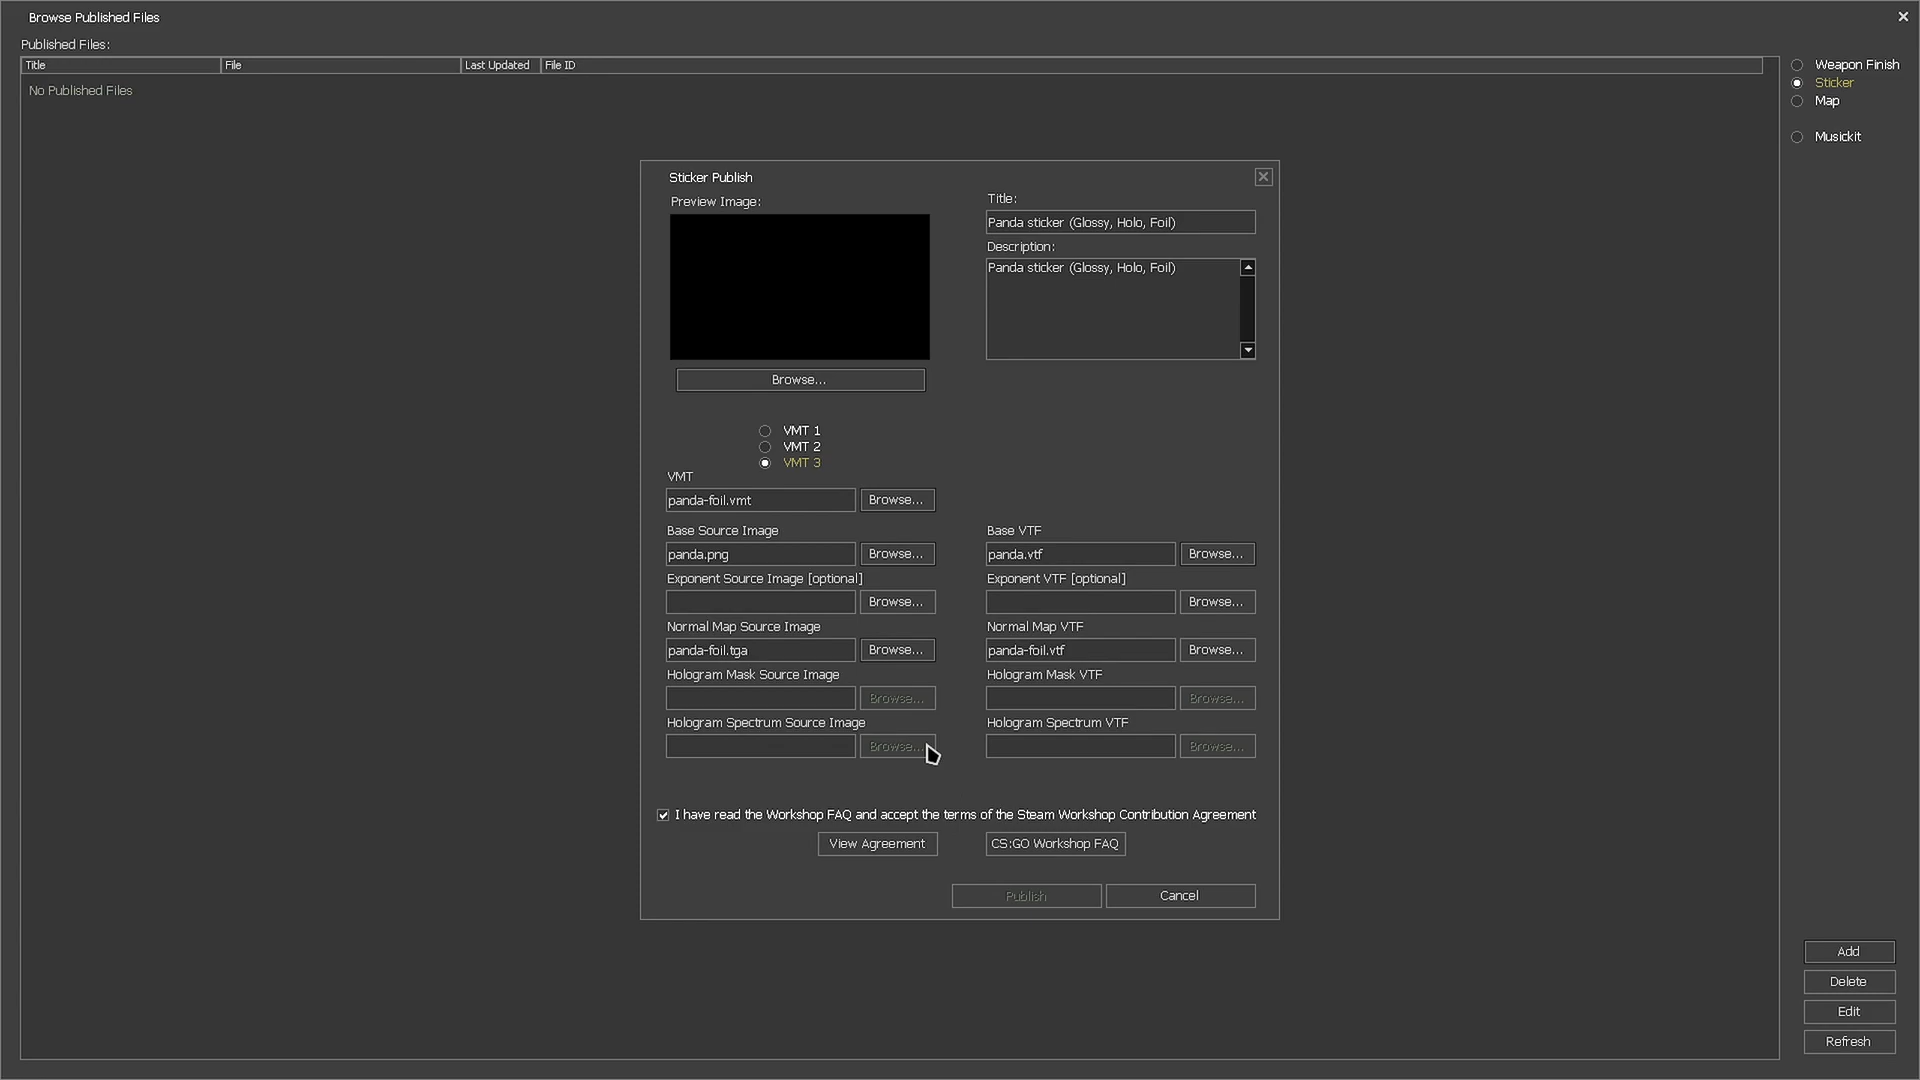 Browse Published Files
Published Files:
Title File Last Updated File ID
No Published Files
Weapon Finish
Sticker
Map
Musickit
Sticker Publish
Preview Image:
Browse...
Title:
Panda sticker (Glossy, Holo, Foil)
Description:
Panda sticker (Glossy, Holo, Foil)
VMT 1
VMT 2
VMT 3
VMT
panda-foil.vmt Browse...
Base Source Image Base VTF
panda.png Browse... panda.vtf Browse...
Exponent Source Image [optional] Exponent VTF [optional]
Browse... Browse...
Normal Map Source Image Normal Map VTF
panda-foil.tga Browse... panda-foil.vtf Browse...
Hologram Mask Source Image Hologram Mask VTF
Browse... Browse...
Hologram Spectrum Source Image Hologram Spectrum VTF
Browse... Browse...
I have read the Workshop FAQ and accept the terms of the Steam Workshop Contribution Agreement
View Agreement CS:GO Workshop FAQ
Publish Cancel
Add
Delete
Edit
Refresh